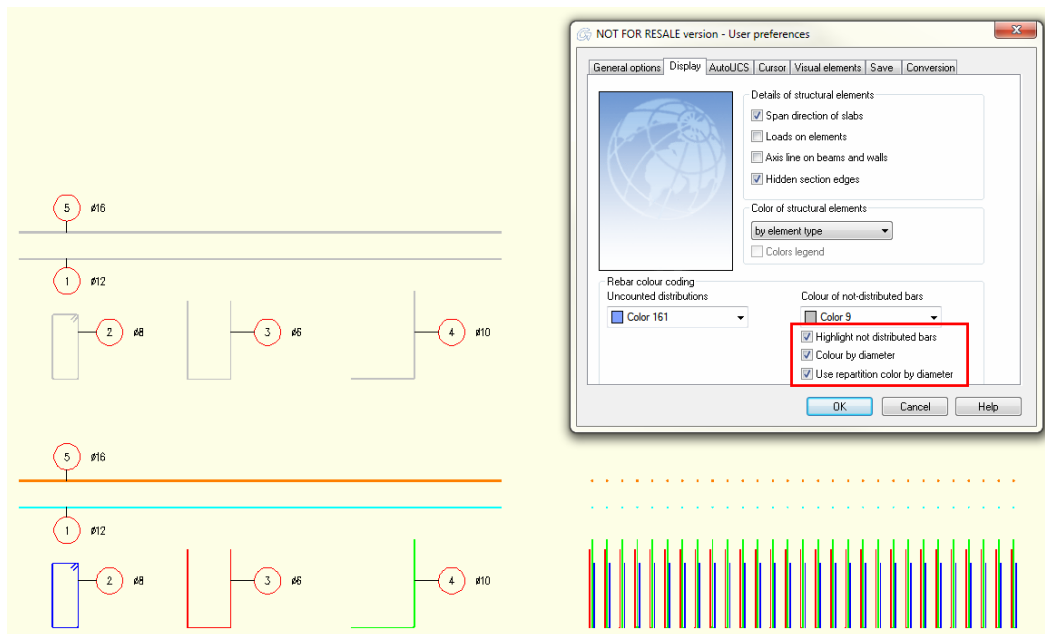 NOT FOR RESALE version - User preferences
X
General options Display AutoUCS Cursor Visual elements Save Conversion
Details of structural elements
Span direction of slabs
Loads on elements
Axis line on beams and walls
Hidden section edges
Color of structural elements
by element type
Colors legend
Rebar colour coding
Uncounted distributions
Color 161
Colour of not-distributed bars
Color 9
Highlight not distributed bars
Colour by diameter
Use repartition color by diameter
OK Cancel Help
5 ø16
1 ø12
2 ø8 3 ø6 4 ø10
5 ø16
1 ø12
2 ø8 3 ø6 4 ø10